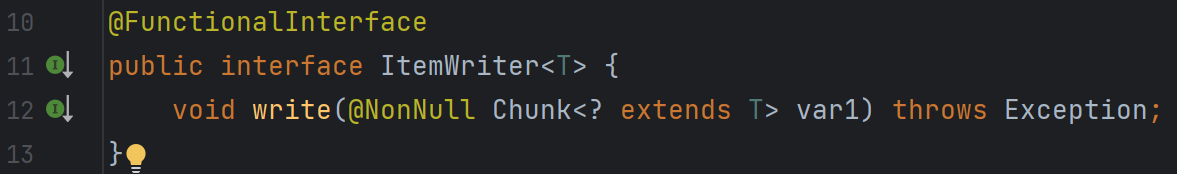 10 @FunctionalInterface
11 public interface ItemWriter<T> {
12     void write(@NonNull Chunk<? extends T> var1) throws Exception;
13 }